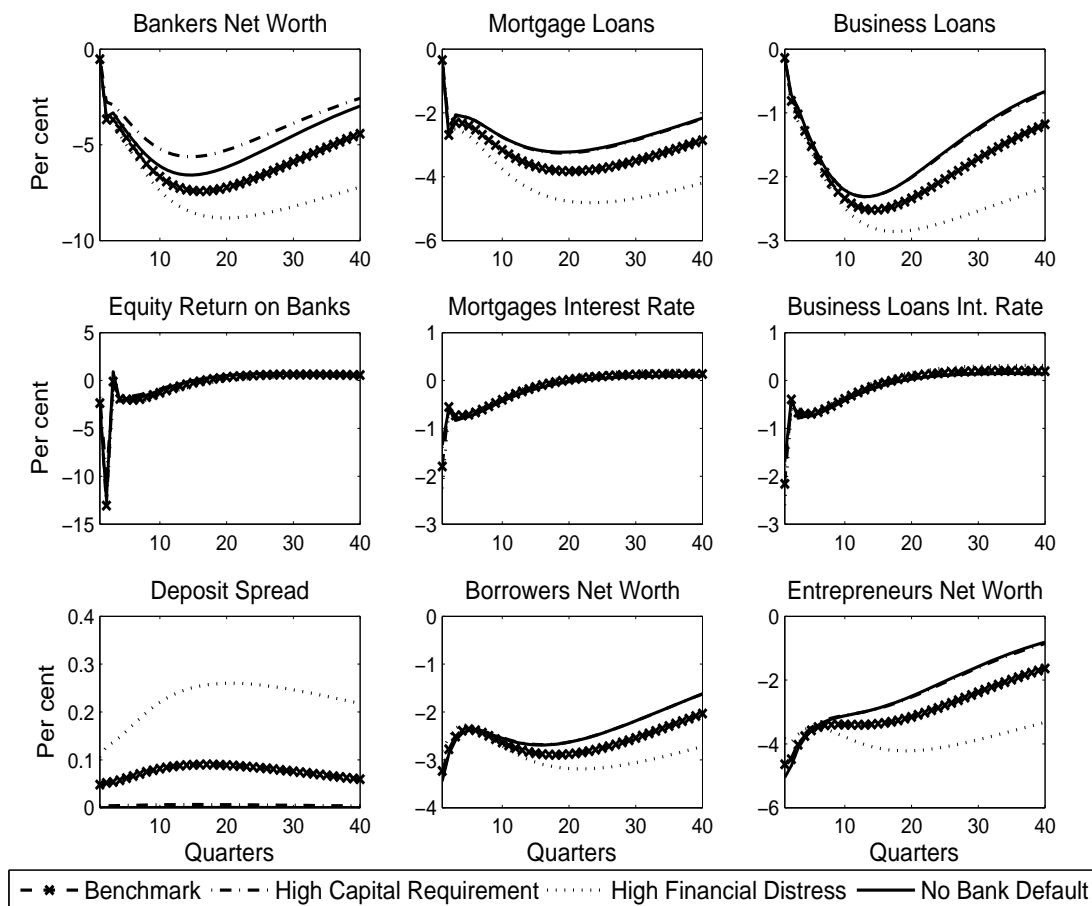 Bankers Net Worth
Mortgage Loans
Business Loans
0
−5
−10
Per cent
10 20 30 40
0
−2
−4
−6
10 20 30 40
0
−1
−2
−3
10 20 30 40
Equity Return on Banks
Mortgages Interest Rate
Business Loans Int. Rate
5
0
−5
−10
−15
Per cent
10 20 30 40
1
0
−1
−2
−3
10 20 30 40
1
0
−1
−2
−3
10 20 30 40
Deposit Spread
Borrowers Net Worth
Entrepreneurs Net Worth
0.4
0.3
0.2
0.1
0
Per cent
10 20 30 40
Quarters
0
−1
−2
−3
−4
10 20 30 40
Quarters
0
−2
−4
−6
10 20 30 40
Quarters
Benchmark High Capital Requirement High Financial Distress No Bank Default